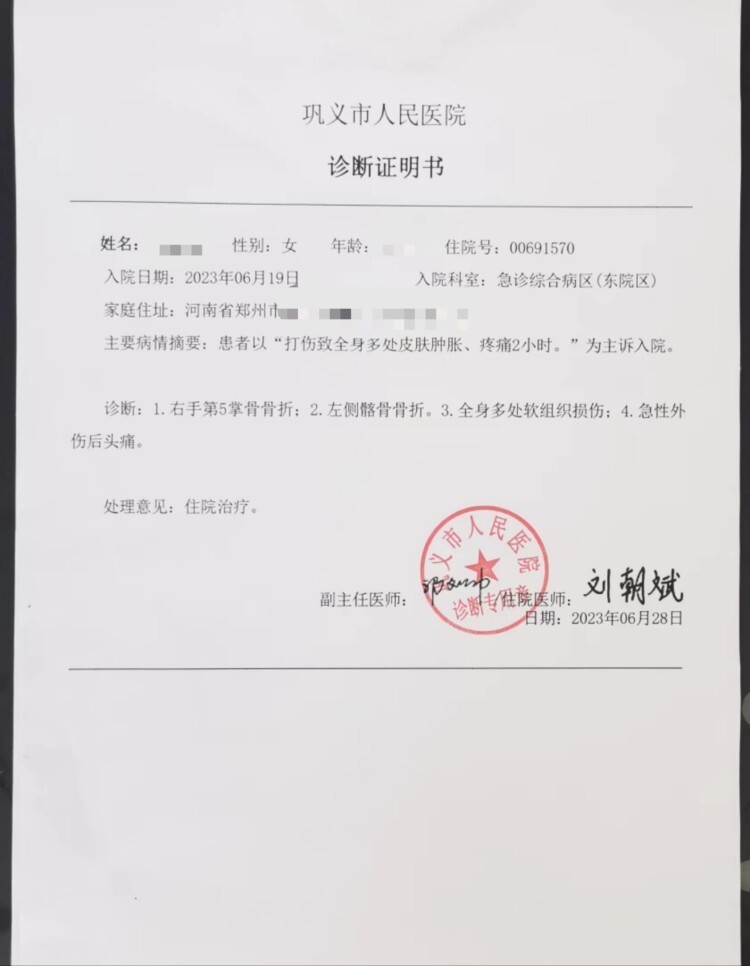 巩义市人民医院
诊断证明书
姓名: 性别: 女 年龄: 住院号: 00691570
入院日期: 2023年06月19日 入院科室: 急诊综合病区(东院区)
家庭住址: 河南省郑州市
主要病情摘要: 患者以“打伤致全身多处皮肤肿胀、疼痛2小时。”为主诉入院。
诊断: 1.右手第5掌骨骨折; 2.左侧髂骨骨折。3.全身多处软组织损伤; 4.急性外
伤后头痛。
处理意见: 住院治疗。
巩义市人民医院
诊断专用章
副主任医师: /住院医师: 刘朝斌
日期: 2023年06月28日